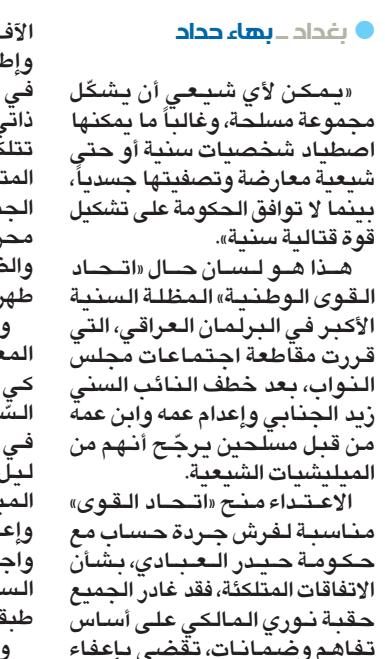 بغداد ـ بهاء حداد
«يمكن لأي شيعي أن يشكّل
مجموعة مسلحة، وغالباً ما يمكنها
اصطياد شخصيات سنية أو حتى
شيعية معارضة وتصفيتها جسدياً،
بينما لا توافق الحكومة على تشكيل
قوة قتالية سنية».
هذا هو لسان حال «اتحاد
القوى الوطنية» المظلة السنية
الأكبر في البرلمان العراقي، التي
قررت مقاطعة اجتماعات مجلس
النواب، بعد خطف النائب السني
زيد الجنابي وإعدام عمه وابن عمه
من قبل مسلحين يرجّح أنهم من
الميليشيات الشيعية.
الاعتداء منح «اتحاد القوى»
مناسبة لفرش جردة حساب مع
حكومة حيدر العبادي، بشأن
الاتفاقات المتلكئة، فقد غادر الجميع
حقبة نوري المالكي على أساس
تفاهم وضمانات، تقضي بإعفاء